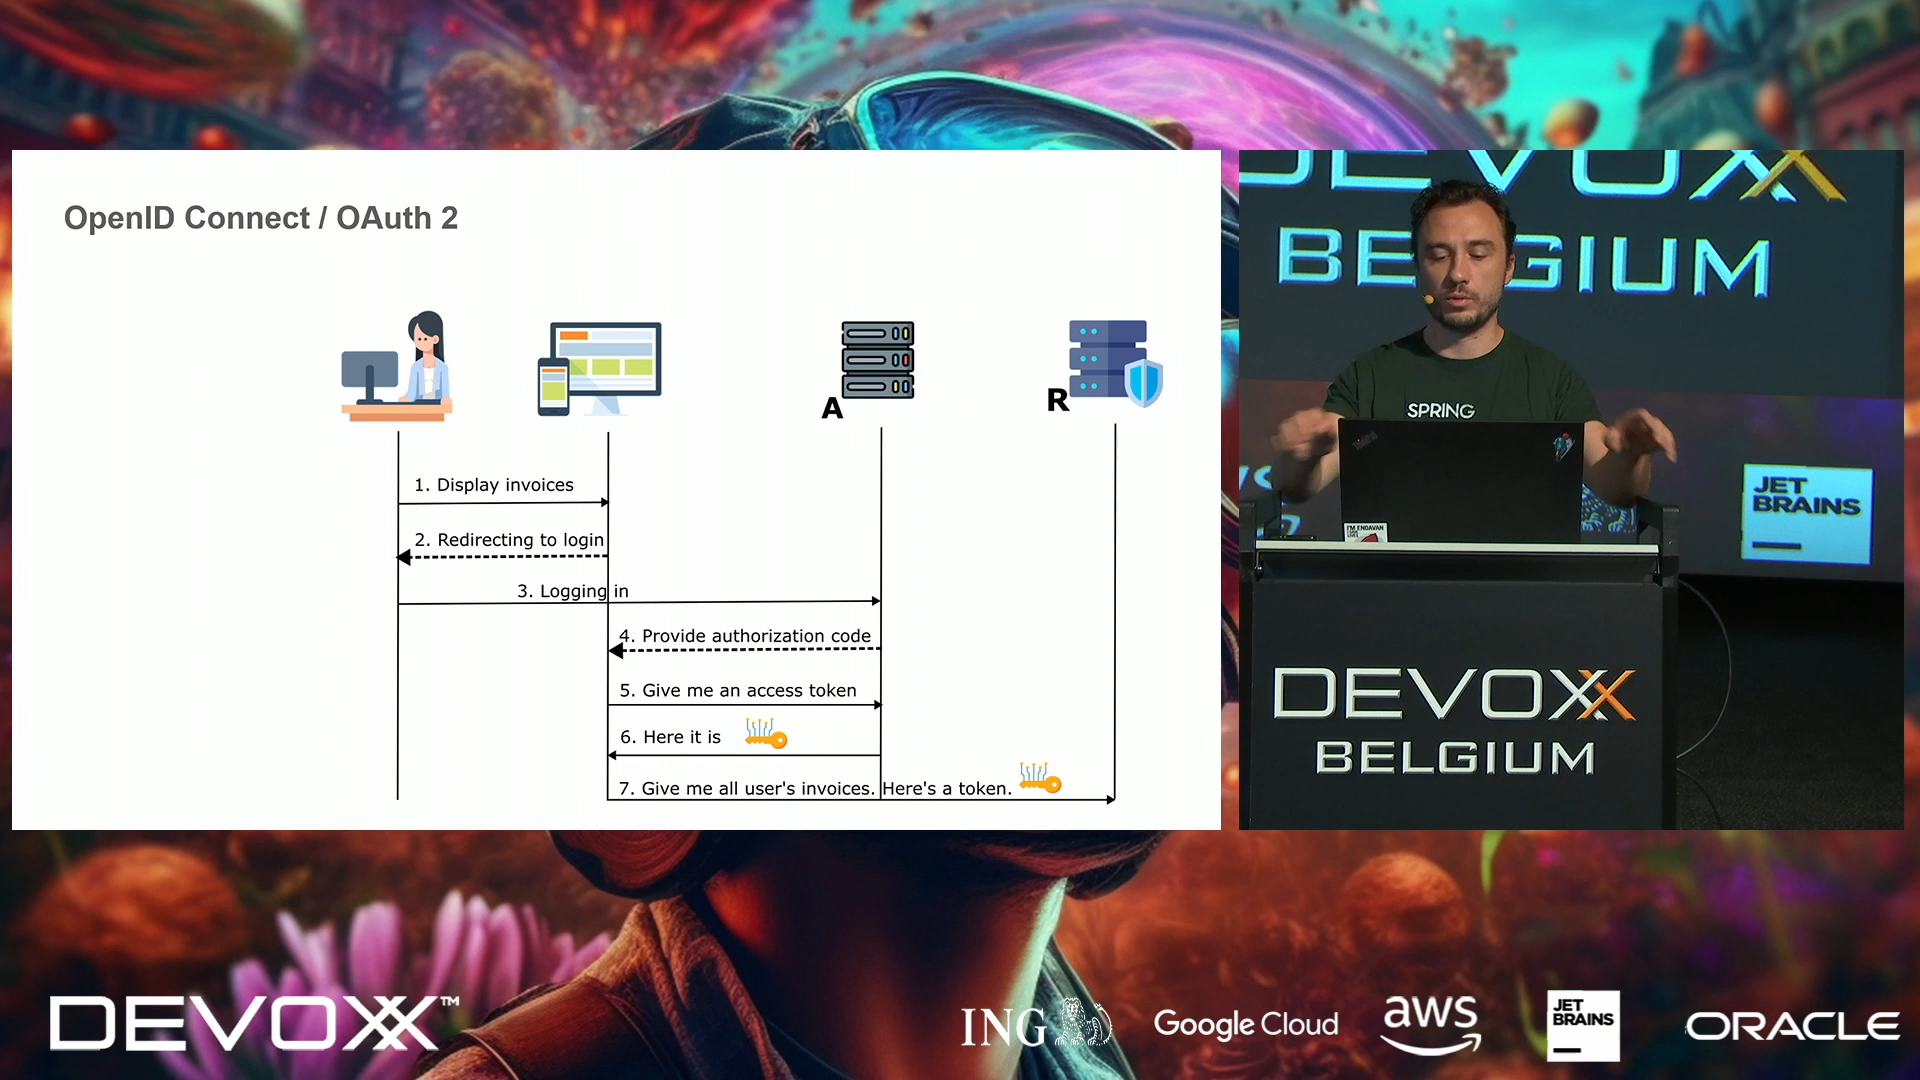 OpenID Connect / OAuth 2
A
R
1. Display invoices
2. Redirecting to login
3. Logging in
4. Provide authorization code
5. Give me an access token
6. Here it is
7. Give me all user's invoices. Here's a token.
DEVOXX
BELGIUM
SPRING
I'M ENDAVAN
JET
BRAINS
DEVOXX
BELGIUM
DEVOXX™
ING
Google Cloud
aws
JET
BRAINS
ORACLE